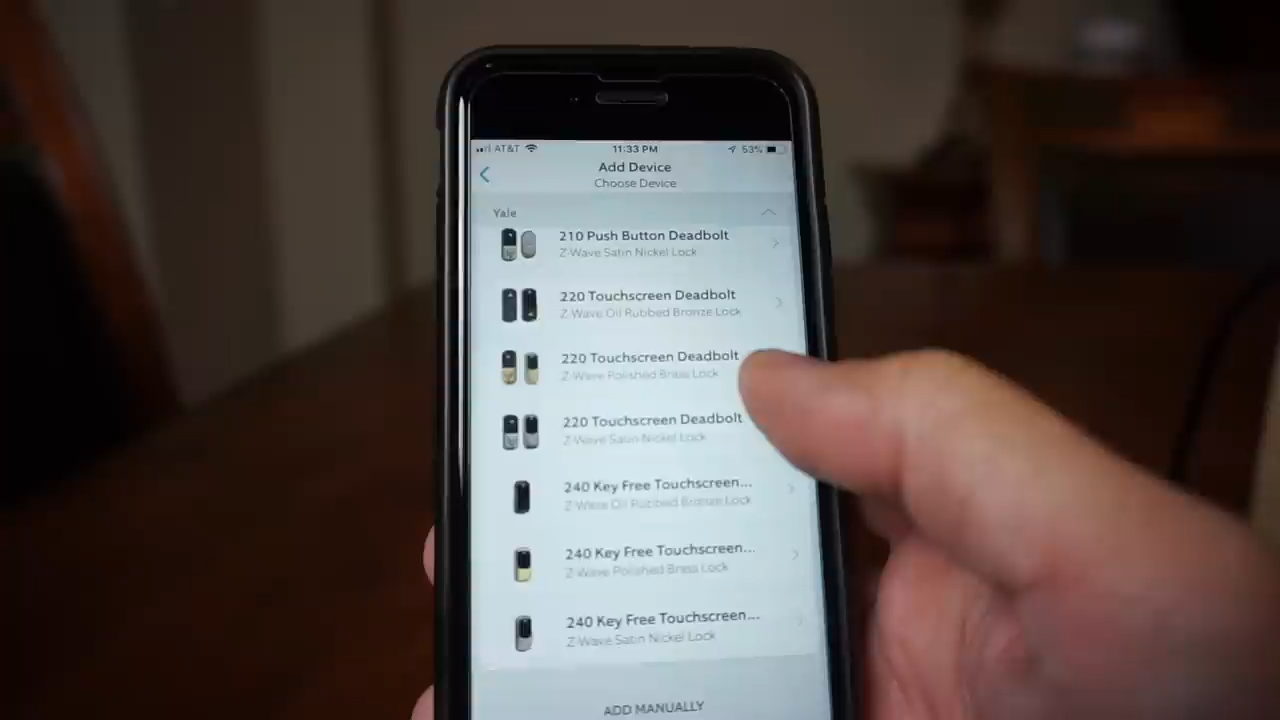 AT&T 11:33 PM 53%
Add Device
Choose Device
Yale
210 Push Button Deadbolt
Z-Wave Satin Nickel Lock
220 Touchscreen Deadbolt
Z-Wave Oil Rubbed Bronze Lock
220 Touchscreen Deadbolt
Z-Wave Polished Brass Lock
220 Touchscreen Deadbolt
Z-Wave Satin Nickel Lock
240 Key Free Touchscreen...
Z-Wave Oil Rubbed Bronze Lock
240 Key Free Touchscreen...
Z-Wave Polished Brass Lock
240 Key Free Touchscreen...
Z-Wave Satin Nickel Lock
ADD MANUALLY